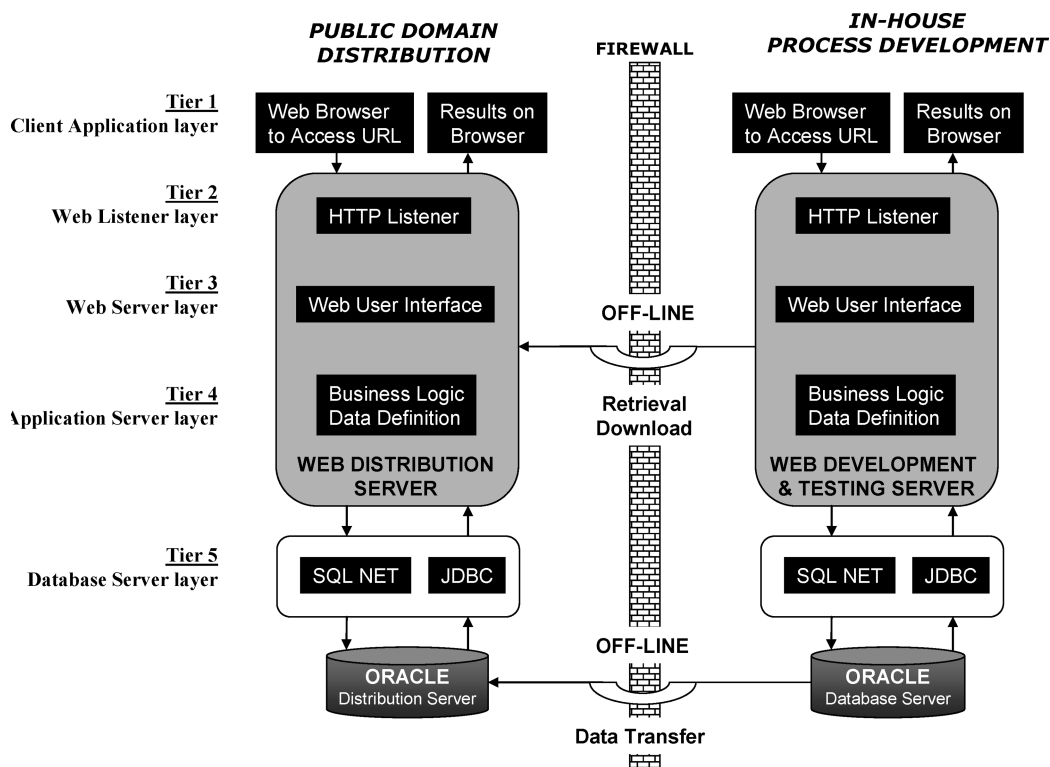 PUBLIC DOMAIN
DISTRIBUTION
FIREWALL
IN-HOUSE
PROCESS DEVELOPMENT
Tier 1
Client Application layer
Web Browser
to Access URL
Results on
Browser
Web Browser
to Access URL
Results on
Browser
Tier 2
Web Listener layer
HTTP Listener
HTTP Listener
Tier 3
Web Server layer
Web User Interface
OFF-LINE
Web User Interface
Tier 4
Application Server layer
Business Logic
Data Definition
Retrieval
Download
Business Logic
Data Definition
WEB DISTRIBUTION
SERVER
WEB DEVELOPMENT
& TESTING SERVER
Tier 5
Database Server layer
SQL NET
JDBC
SQL NET
JDBC
OFF-LINE
ORACLE
Distribution Server
ORACLE
Database Server
Data Transfer